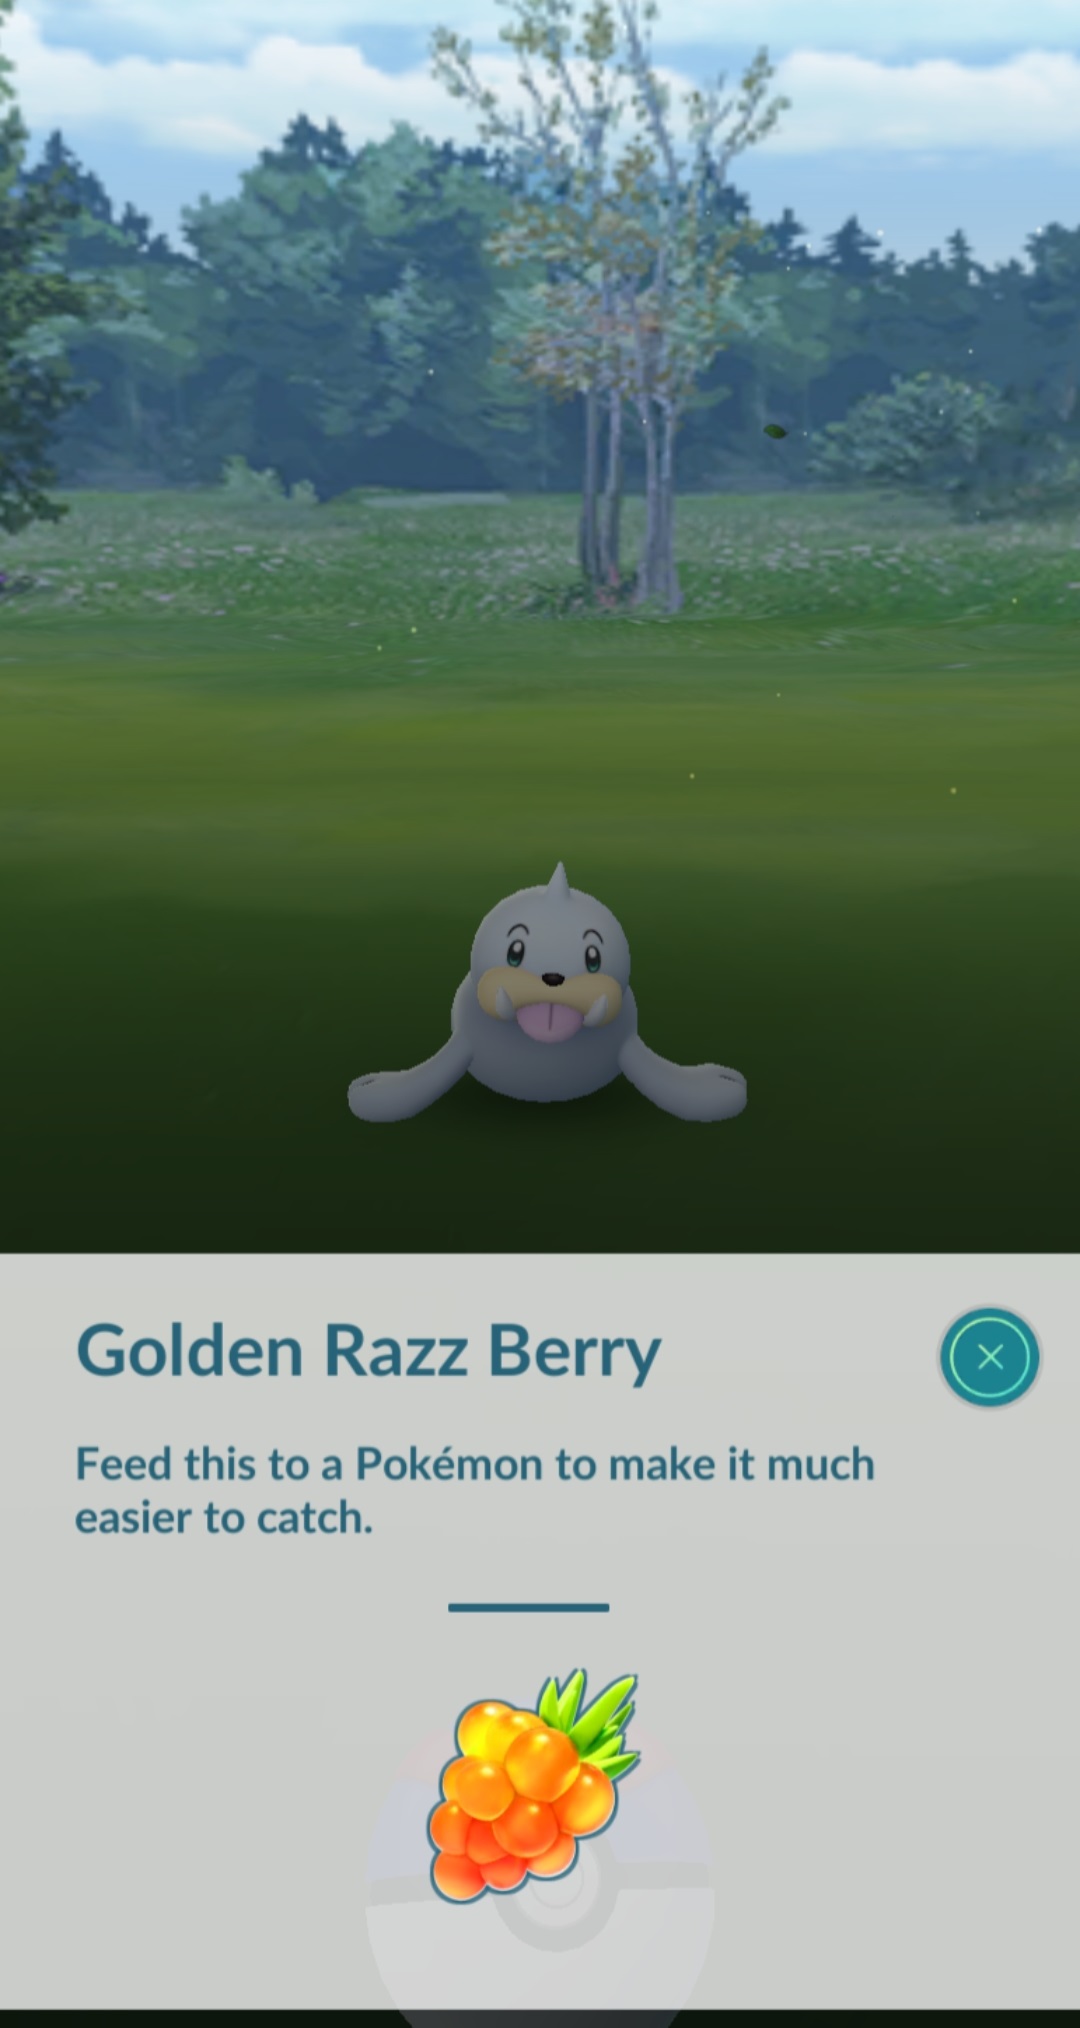 Golden Razz Berry
Feed this to a Pokémon to make it much
easier to catch.